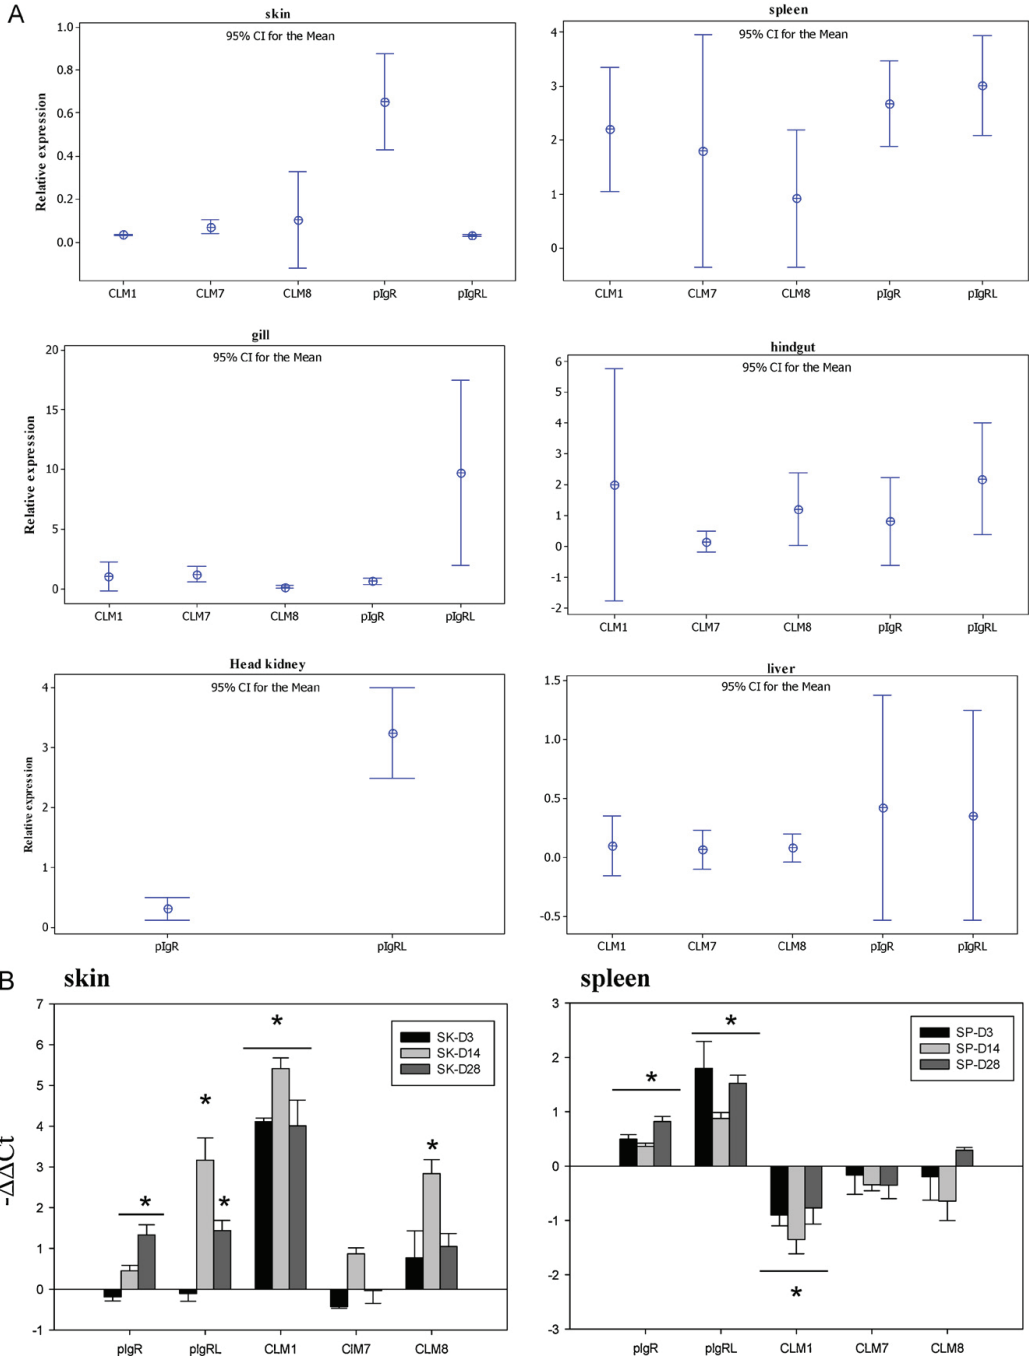 A
skin
95% CI for the Mean
Relative expression
1.0
0.8
0.6
0.4
0.2
0.0
CLM1 CLM7 CLM8 pIgR pIgRL
spleen
95% CI for the Mean
4
3
2
1
0
CLM1 CLM7 CLM8 pIgR pIgRL
gill
95% CI for the Mean
Relative expression
20
15
10
5
0
CLM1 CLM7 CLM8 pIgR pIgRL
hindgut
95% CI for the Mean
6
5
4
3
2
1
0
-1
-2
CLM1 CLM7 CLM8 pIgR pIgRL
Head kidney
95% CI for the Mean
Relative expression
4
3
2
1
0
pIgR pIgRL
liver
95% CI for the Mean
1.5
1.0
0.5
0.0
-0.5
CLM1 CLM7 CLM8 pIgR pIgRL
B
skin
-ΔΔCt
7
6
5
4
3
2
1
0
-1
SK-D3
SK-D14
SK-D28
* * * * *
pIgR pIgRL CLM1 ClM7 CLM8
spleen
3
2
1
0
-1
-2
-3
SP-D3
SP-D14
SP-D28
* * *
pIgR pIgRL CLM1 CLM7 CLM8